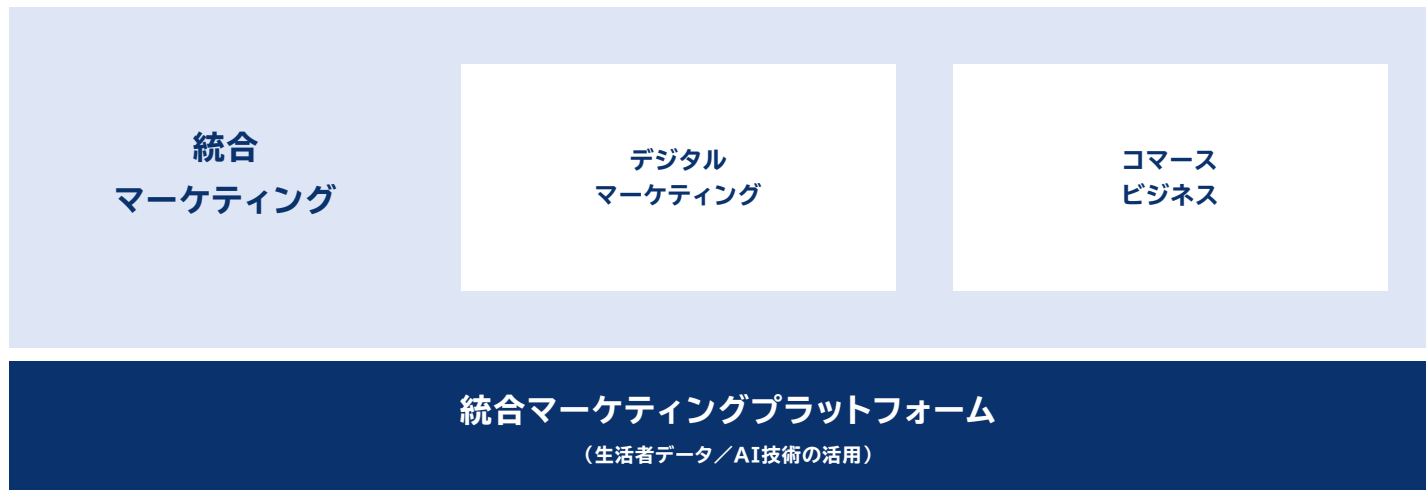 統合
マーケティング
デジタル
マーケティング
コマース
ビジネス
統合マーケティングプラットフォーム
（生活者データ／AI技術の活用）